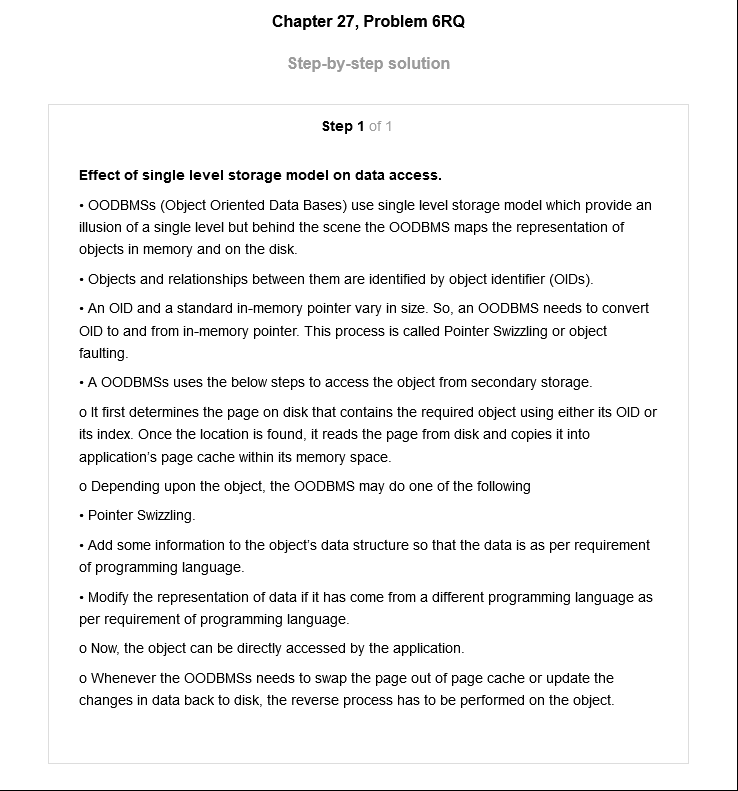 Chapter 27, Problem 6RQ
Step-by-step solution
Step 1 of 1
Effect of single level storage model on data access.
• OODBMSs (Object Oriented Data Bases) use single level storage model which provide an
illusion of a single level but behind the scene the OODBMS maps the representation of
objects in memory and on the disk.
• Objects and relationships between them are identified by object identifier (OIDs).
• An OID and a standard in-memory pointer vary in size. So, an OODBMS needs to convert
OID to and from in-memory pointer. This process is called Pointer Swizzling or object
faulting.
• A OODBMSs uses the below steps to access the object from secondary storage.
o It first determines the page on disk that contains the required object using either its OID or
its index. Once the location is found, it reads the page from disk and copies it into
application’s page cache within its memory space.
o Depending upon the object, the OODBMS may do one of the following
• Pointer Swizzling.
• Add some information to the object’s data structure so that the data is as per requirement
of programming language.
• Modify the representation of data if it has come from a different programming language as
per requirement of programming language.
o Now, the object can be directly accessed by the application.
o Whenever the OODBMSs needs to swap the page out of page cache or update the
changes in data back to disk, the reverse process has to be performed on the object.